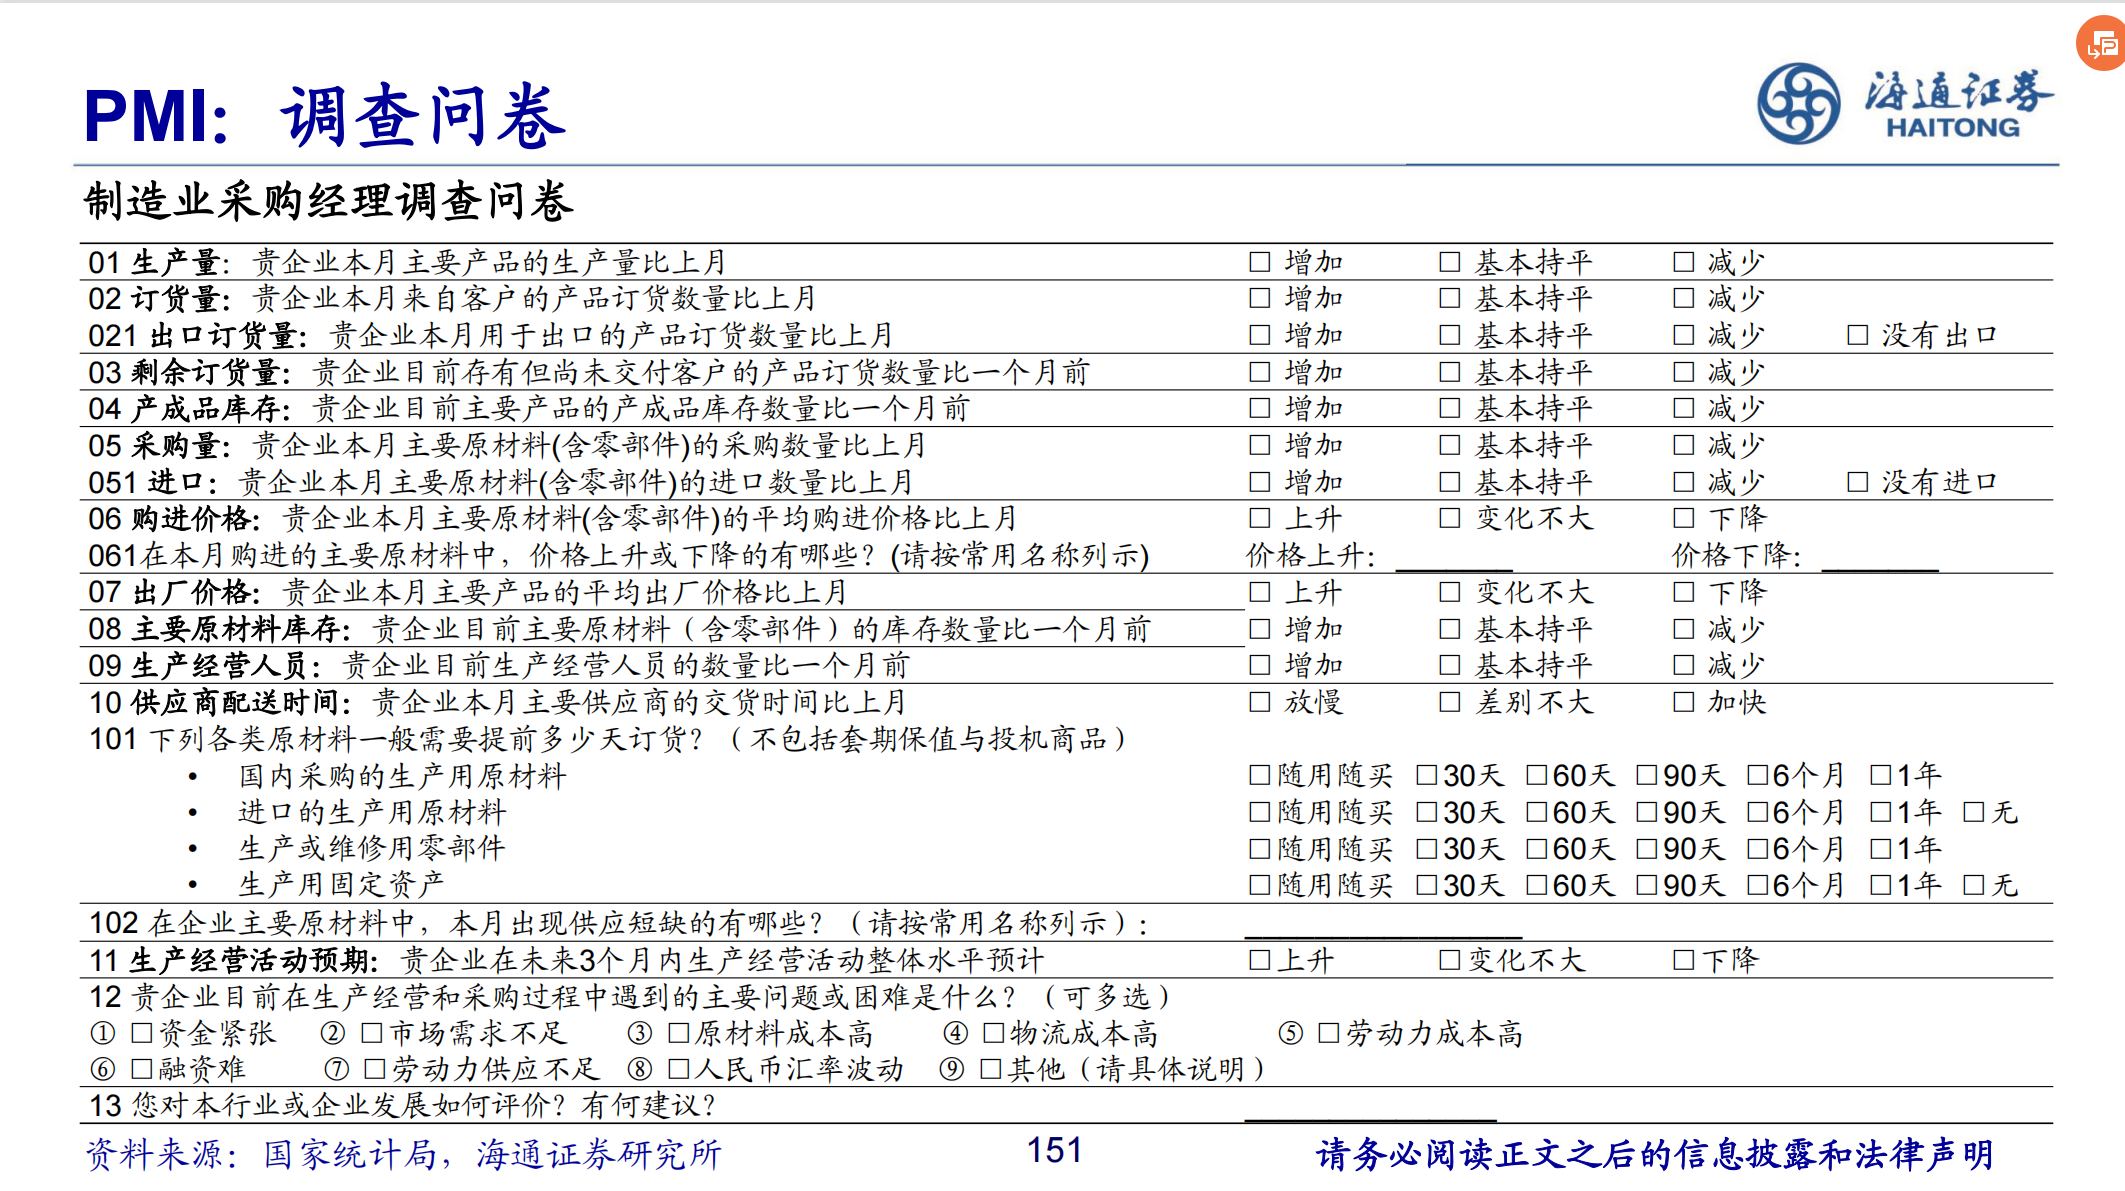 PMI：调查问卷
海通证券
HAITONG
制造业采购经理调查问卷
01 生产量：贵企业本月主要产品的生产量比上月 □ 增加 □ 基本持平 □ 减少
02 订货量：贵企业本月来自客户的产品订货数量比上月 □ 增加 □ 基本持平 □ 减少
021 出口订货量：贵企业本月用于出口的产品订货数量比上月 □ 增加 □ 基本持平 □ 减少 □ 没有出口
03 剩余订货量：贵企业目前存有但尚未交付客户的产品订货数量比一个月前 □ 增加 □ 基本持平 □ 减少
04 产成品库存：贵企业目前主要产品的产成品库存数量比一个月前 □ 增加 □ 基本持平 □ 减少
05 采购量：贵企业本月主要原材料(含零部件)的采购数量比上月 □ 增加 □ 基本持平 □ 减少
051 进口：贵企业本月主要原材料(含零部件)的进口数量比上月 □ 增加 □ 基本持平 □ 减少 □ 没有进口
06 购进价格：贵企业本月主要原材料(含零部件)的平均购进价格比上月 □ 上升 □ 变化不大 □ 下降
061在本月购进的主要原材料中，价格上升或下降的有哪些？(请按常用名称列示) 价格上升：_______ 价格下降：_______
07 出厂价格：贵企业本月主要产品的平均出厂价格比上月 □ 上升 □ 变化不大 □ 下降
08 主要原材料库存：贵企业目前主要原材料（含零部件）的库存数量比一个月前 □ 增加 □ 基本持平 □ 减少
09 生产经营人员：贵企业目前生产经营人员的数量比一个月前 □ 增加 □ 基本持平 □ 减少
10 供应商配送时间：贵企业本月主要供应商的交货时间比上月 □ 放慢 □ 差别不大 □ 加快
101 下列各类原材料一般需要提前多少天订货？（不包括套期保值与投机商品）
• 国内采购的生产用原材料 □随用随买 □30天 □60天 □90天 □6个月 □1年
• 进口的生产用原材料 □随用随买 □30天 □60天 □90天 □6个月 □1年 □无
• 生产或维修用零部件 □随用随买 □30天 □60天 □90天 □6个月 □1年
• 生产用固定资产 □随用随买 □30天 □60天 □90天 □6个月 □1年 □无
102 在企业主要原材料中，本月出现供应短缺的有哪些？（请按常用名称列示）：_______________
11 生产经营活动预期：贵企业在未来3个月内生产经营活动整体水平预计 □上升 □变化不大 □下降
12 贵企业目前在生产经营和采购过程中遇到的主要问题或困难是什么？（可多选）
① □资金紧张 ② □市场需求不足 ③ □原材料成本高 ④ □物流成本高 ⑤ □劳动力成本高
⑥ □融资难 ⑦ □劳动力供应不足 ⑧ □人民币汇率波动 ⑨ □其他（请具体说明）
13 您对本行业或企业发展如何评价？有何建议？ _______________
资料来源：国家统计局，海通证券研究所
151
请务必阅读正文之后的信息披露和法律声明